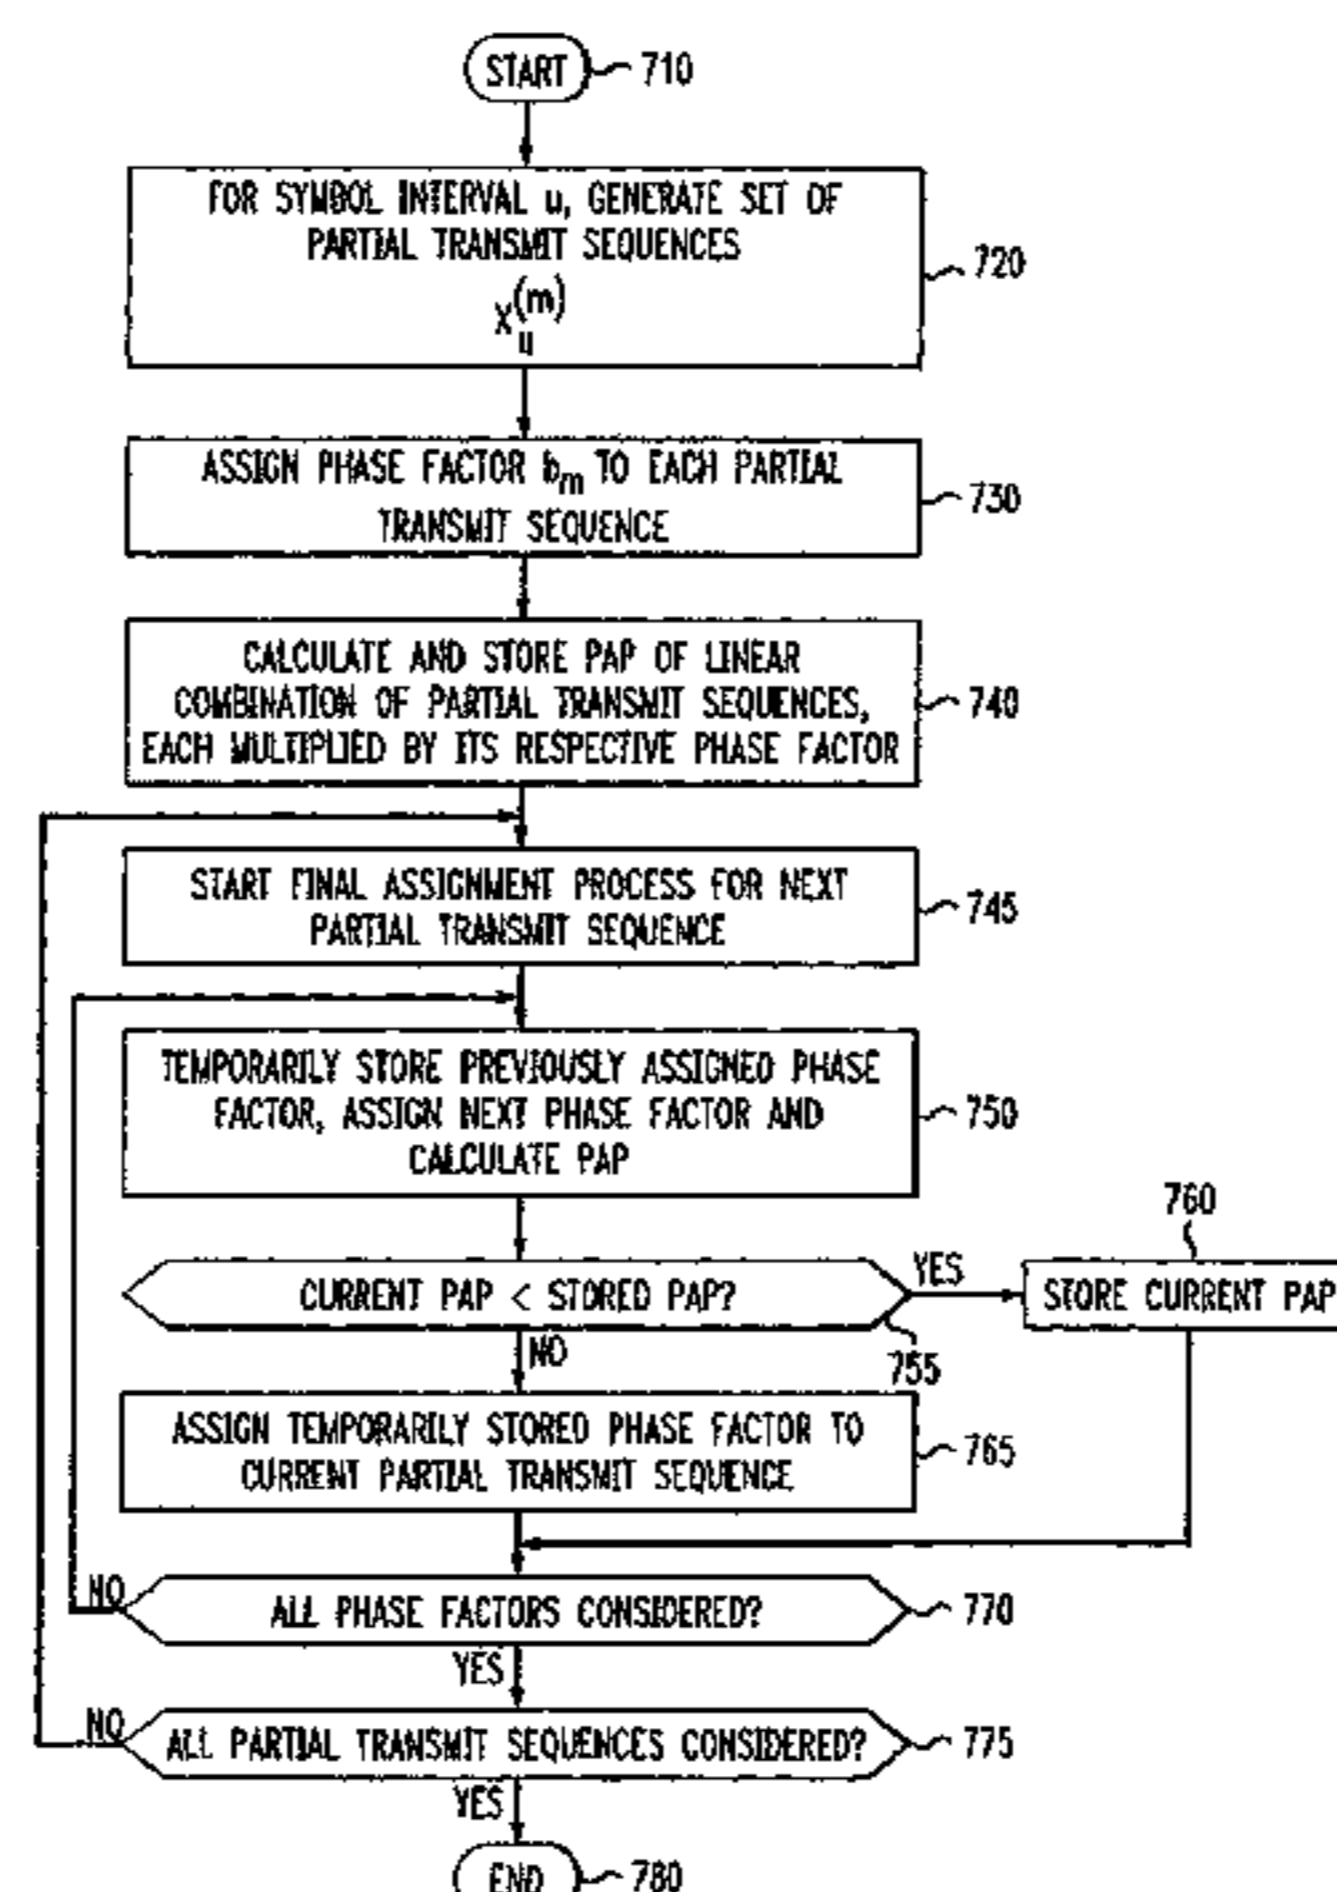 START 710
FOR SYMBOL INTERVAL u, GENERATE SET OF
PARTIAL TRANSMIT SEQUENCES
X_u^(m)
720
ASSIGN PHASE FACTOR b_m TO EACH PARTIAL
TRANSMIT SEQUENCE
730
CALCULATE AND STORE PAP OF LINEAR
COMBINATION OF PARTIAL TRANSMIT SEQUENCES,
EACH MULTIPLIED BY ITS RESPECTIVE PHASE FACTOR
740
START FINAL ASSIGNMENT PROCESS FOR NEXT
PARTIAL TRANSMIT SEQUENCE
745
TEMPORARILY STORE PREVIOUSLY ASSIGNED PHASE
FACTOR, ASSIGN NEXT PHASE FACTOR AND
CALCULATE PAP
750
CURRENT PAP < STORED PAP?
755
YES
760
STORE CURRENT PAP
NO
ASSIGN TEMPORARILY STORED PHASE FACTOR TO
CURRENT PARTIAL TRANSMIT SEQUENCE
765
NO
ALL PHASE FACTORS CONSIDERED?
770
YES
NO
ALL PARTIAL TRANSMIT SEQUENCES CONSIDERED?
775
YES
END 780